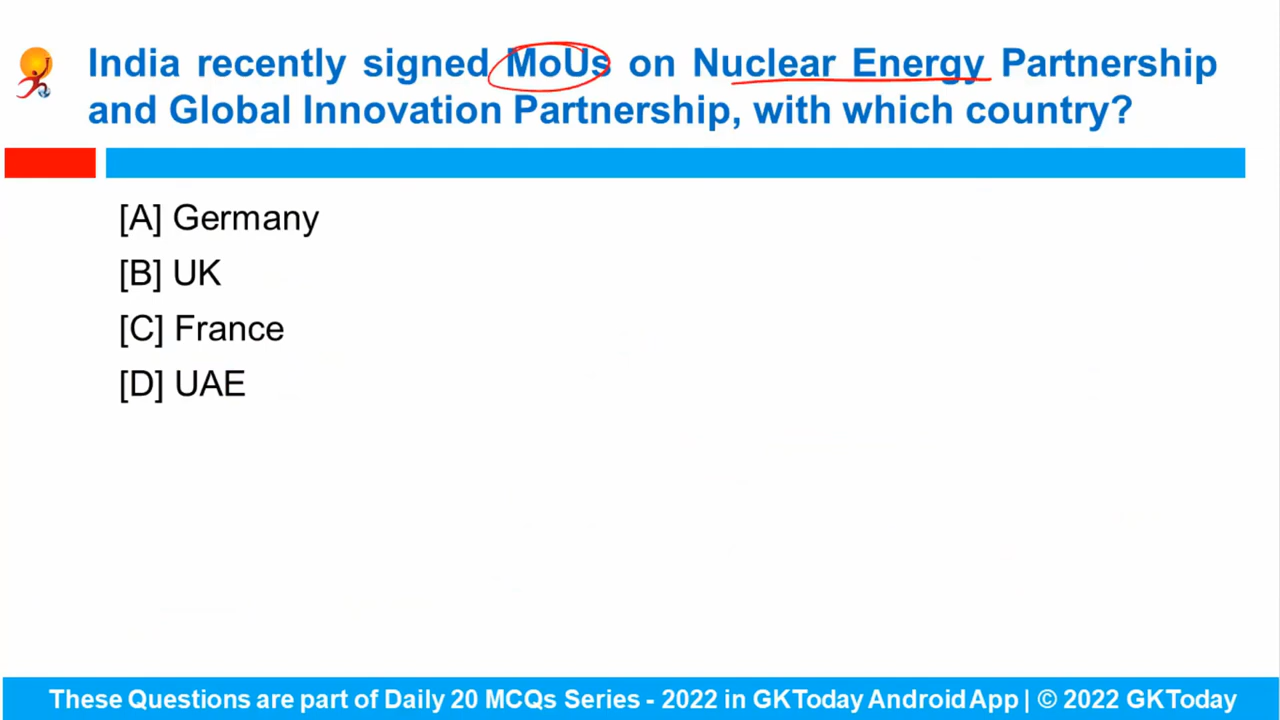 India recently signed MoUs on Nuclear Energy Partnership
and Global Innovation Partnership, with which country?
[A] Germany
[B] UK
[C] France
[D] UAE
These Questions are part of Daily 20 MCQs Series - 2022 in GKToday Android App | © 2022 GKToday